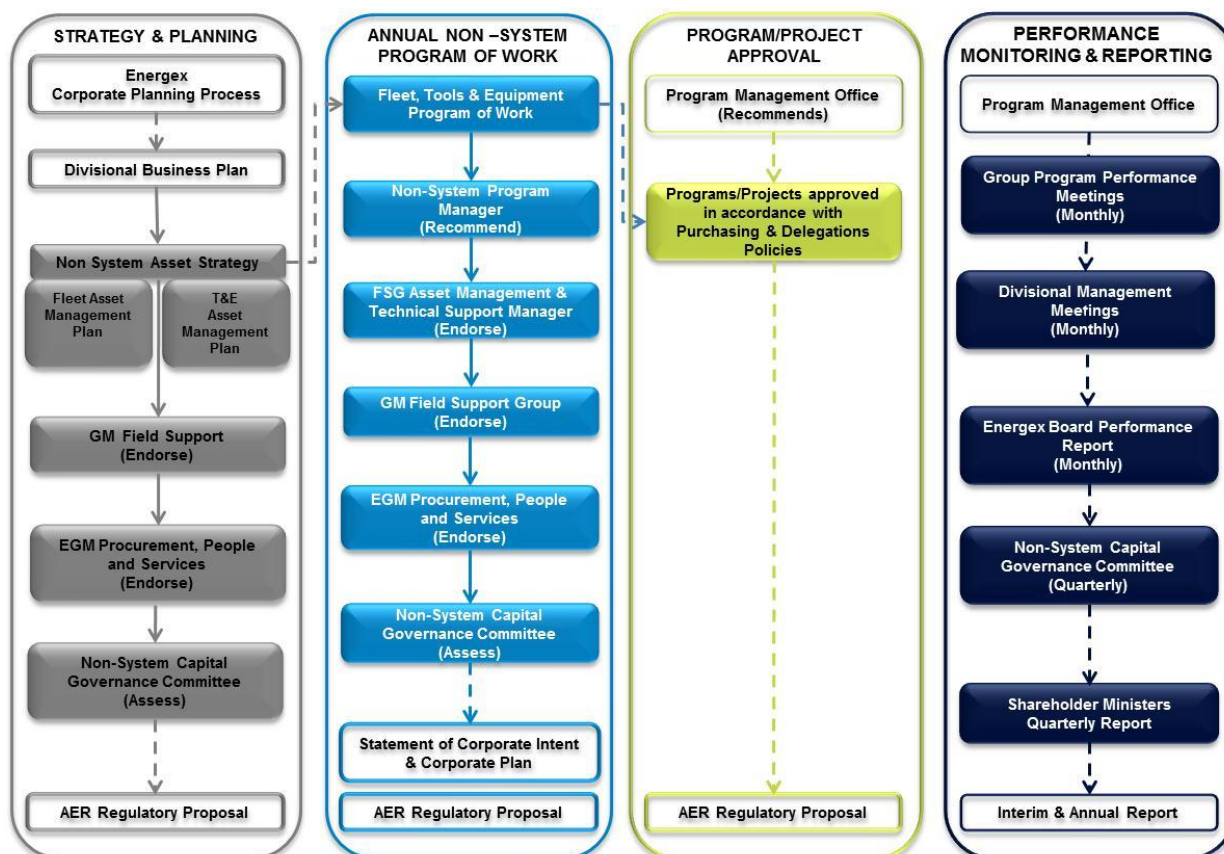 STRATEGY & PLANNING
Energex
Corporate Planning Process
Divisional Business Plan
Non System Asset Strategy
Fleet Asset
Management
Plan
T&E
Asset
Management
Plan
GM Field Support
(Endorse)
EGM Procurement, People
and Services
(Endorse)
Non-System Capital
Governance Committee
(Assess)
AER Regulatory Proposal
ANNUAL NON –SYSTEM
PROGRAM OF WORK
Fleet, Tools & Equipment
Program of Work
Non-System Program
Manager
(Recommend)
FSG Asset Management &
Technical Support Manager
(Endorse)
GM Field Support Group
(Endorse)
EGM Procurement, People
and Services
(Endorse)
Non-System Capital
Governance Committee
(Assess)
Statement of Corporate Intent
& Corporate Plan
AER Regulatory Proposal
PROGRAM/PROJECT
APPROVAL
Program Management Office
(Recommends)
Programs/Projects approved
in accordance with
Purchasing & Delegations
Policies
AER Regulatory Proposal
PERFORMANCE
MONITORING & REPORTING
Program Management Office
Group Program Performance
Meetings
(Monthly)
Divisional Management
Meetings
(Monthly)
Energex Board Performance
Report
(Monthly)
Non-System Capital
Governance Committee
(Quarterly)
Shareholder Ministers
Quarterly Report
Interim & Annual Report